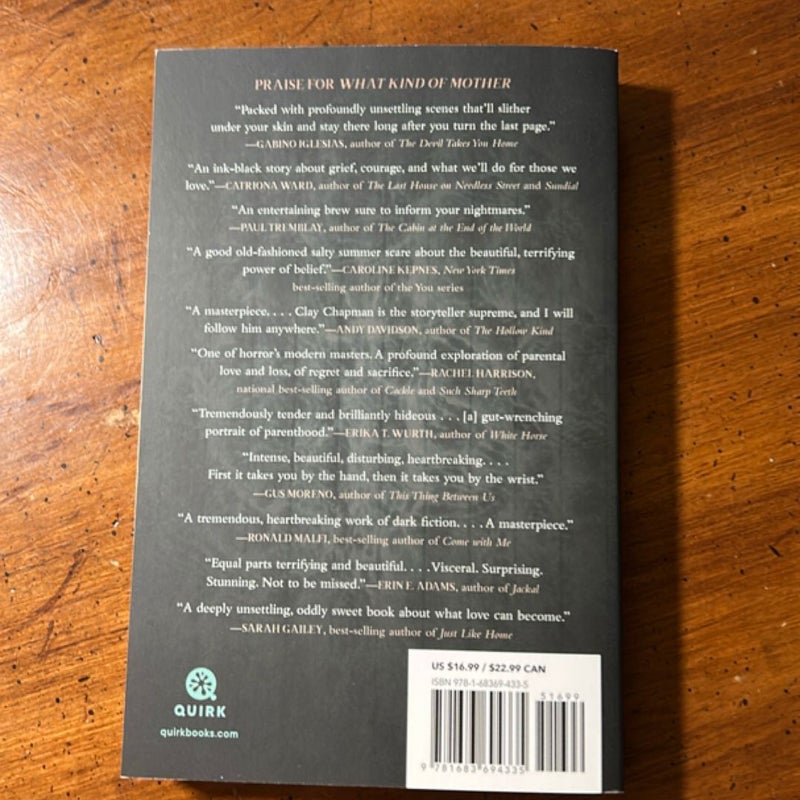 PRAISE FOR WHAT KIND OF MOTHER
“Packed with profoundly unsettling scenes that’ll slither
under your skin and stay there long after you turn the last page.”
—GABINO IGLESIAS, author of The Devil Takes You Home
“An ink-black story about grief, courage, and what we’ll do for those we
love.”—CATRIONA WARD, author of The Last House on Needless Street and Sundial
“An entertaining brew sure to inform your nightmares.”
—PAUL TREMBLAY, author of The Cabin at the End of the World
“A good old-fashioned salty summer scare about the beautiful, terrifying
power of belief.”—CAROLINE KEPNES, New York Times
best-selling author of the You series
“A masterpiece. . . . Clay Chapman is the storyteller supreme, and I will
follow him anywhere.”—ANDY DAVIDSON, author of The Hollow Kind
“One of horror’s modern masters. A profound exploration of parental
love and loss, of regret and sacrifice.”—RACHEL HARRISON,
national best-selling author of Cackle and Such Sharp Teeth
“Tremendously tender and brilliantly hideous . . . [a] gut-wrenching
portrait of parenthood.”—ERIKA T. WURTH, author of White Horse
“Intense, beautiful, disturbing, heartbreaking. . . .
First it takes you by the hand, then it takes you by the wrist.”
—GUS MORENO, author of This Thing Between Us
“A tremendous, heartbreaking work of dark fiction. . . . A masterpiece.”
—RONALD MALFI, best-selling author of Come with Me
“Equal parts terrifying and beautiful. . . . Visceral. Surprising.
Stunning. Not to be missed.”—ERIN E. ADAMS, author of Jackal
“A deeply unsettling, oddly sweet book about what love can become.”
—SARAH GAILEY, best-selling author of Just Like Home
QUIRK
quirkbooks.com
US $16.99 / $22.99 CAN
ISBN 978-1-68369-433-5
51699
9 781683 694335